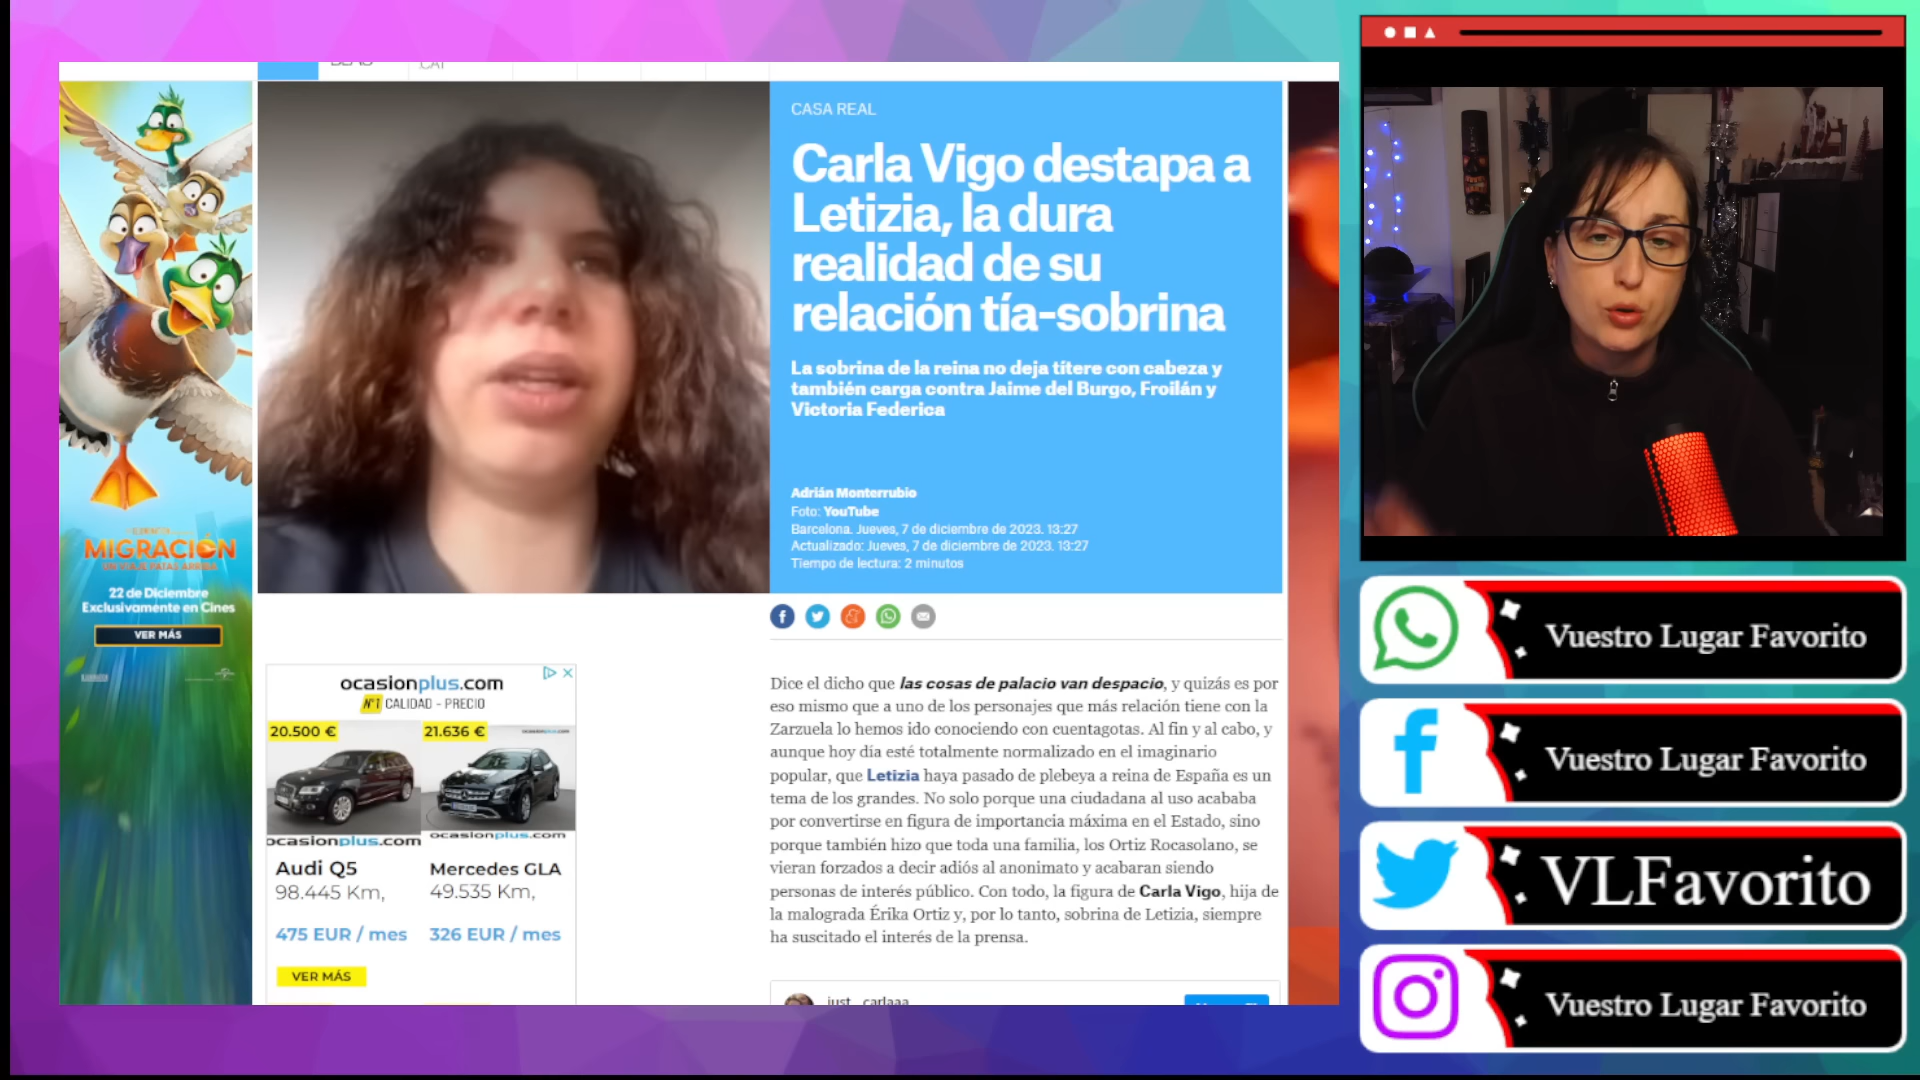 CASA REAL
Carla Vigo destapa a
Letizia, la dura
realidad de su
relación tía-sobrina
La sobrina de la reina no deja títere con cabeza y
también carga contra Jaime del Burgo, Froilán y
Victoria Federica
Adrián Monterrubio
Foto: YouTube
Barcelona. Jueves, 7 de diciembre de 2023. 13:27
Actualizado: Jueves, 7 de diciembre de 2023. 13:27
Tiempo de lectura: 2 minutos
MIGRACIÓN
22 de Diciembre
Exclusivamente en Cines
VER MÁS
ocasionplus.com
Nº1 CALIDAD - PRECIO
20.500 € 21.636 €
ocasionplus.com ocasionplus.com
Audi Q5 Mercedes GLA
98.445 Km, 49.535 Km,
475 EUR / mes 326 EUR / mes
VER MÁS
Dice el dicho que las cosas de palacio van despacio, y quizás es por
eso mismo que a uno de los personajes que más relación tiene con la
Zarzuela lo hemos ido conociendo con cuentagotas. Al fin y al cabo, y
aunque hoy día esté totalmente normalizado en el imaginario
popular, que Letizia haya pasado de plebeya a reina de España es un
tema de los grandes. No solo porque una ciudadana al uso acababa
por convertirse en figura de importancia máxima en el Estado, sino
porque también hizo que toda una familia, los Ortiz Rocasolano, se
vieran forzados a decir adiós al anonimato y acabaran siendo
personas de interés público. Con todo, la figura de Carla Vigo, hija de
la malograda Érika Ortiz y, por lo tanto, sobrina de Letizia, siempre
ha suscitado el interés de la prensa.
just_carlaaa
Vuestro Lugar Favorito
Vuestro Lugar Favorito
VLFavorito
Vuestro Lugar Favorito